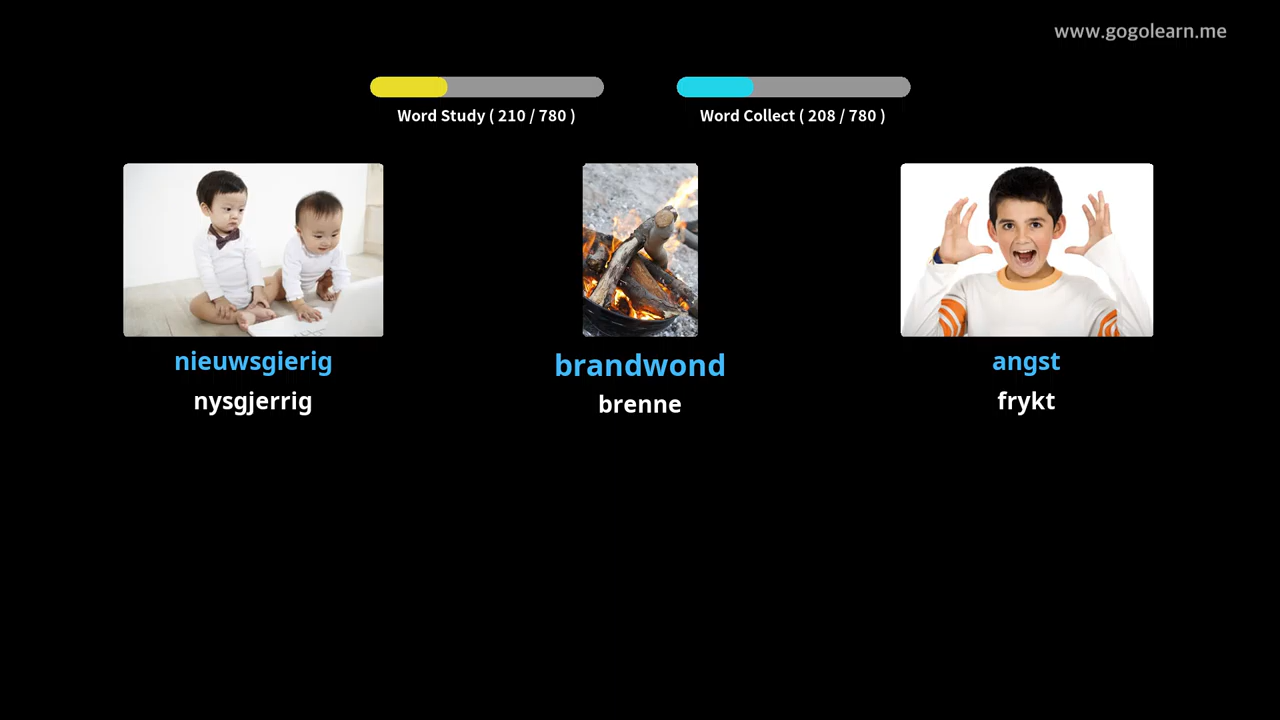 www.gogolearn.me
Word Study ( 210 / 780 )
Word Collect ( 208 / 780 )
nieuwsgierig
nysgjerrig
brandwond
brenne
angst
frykt